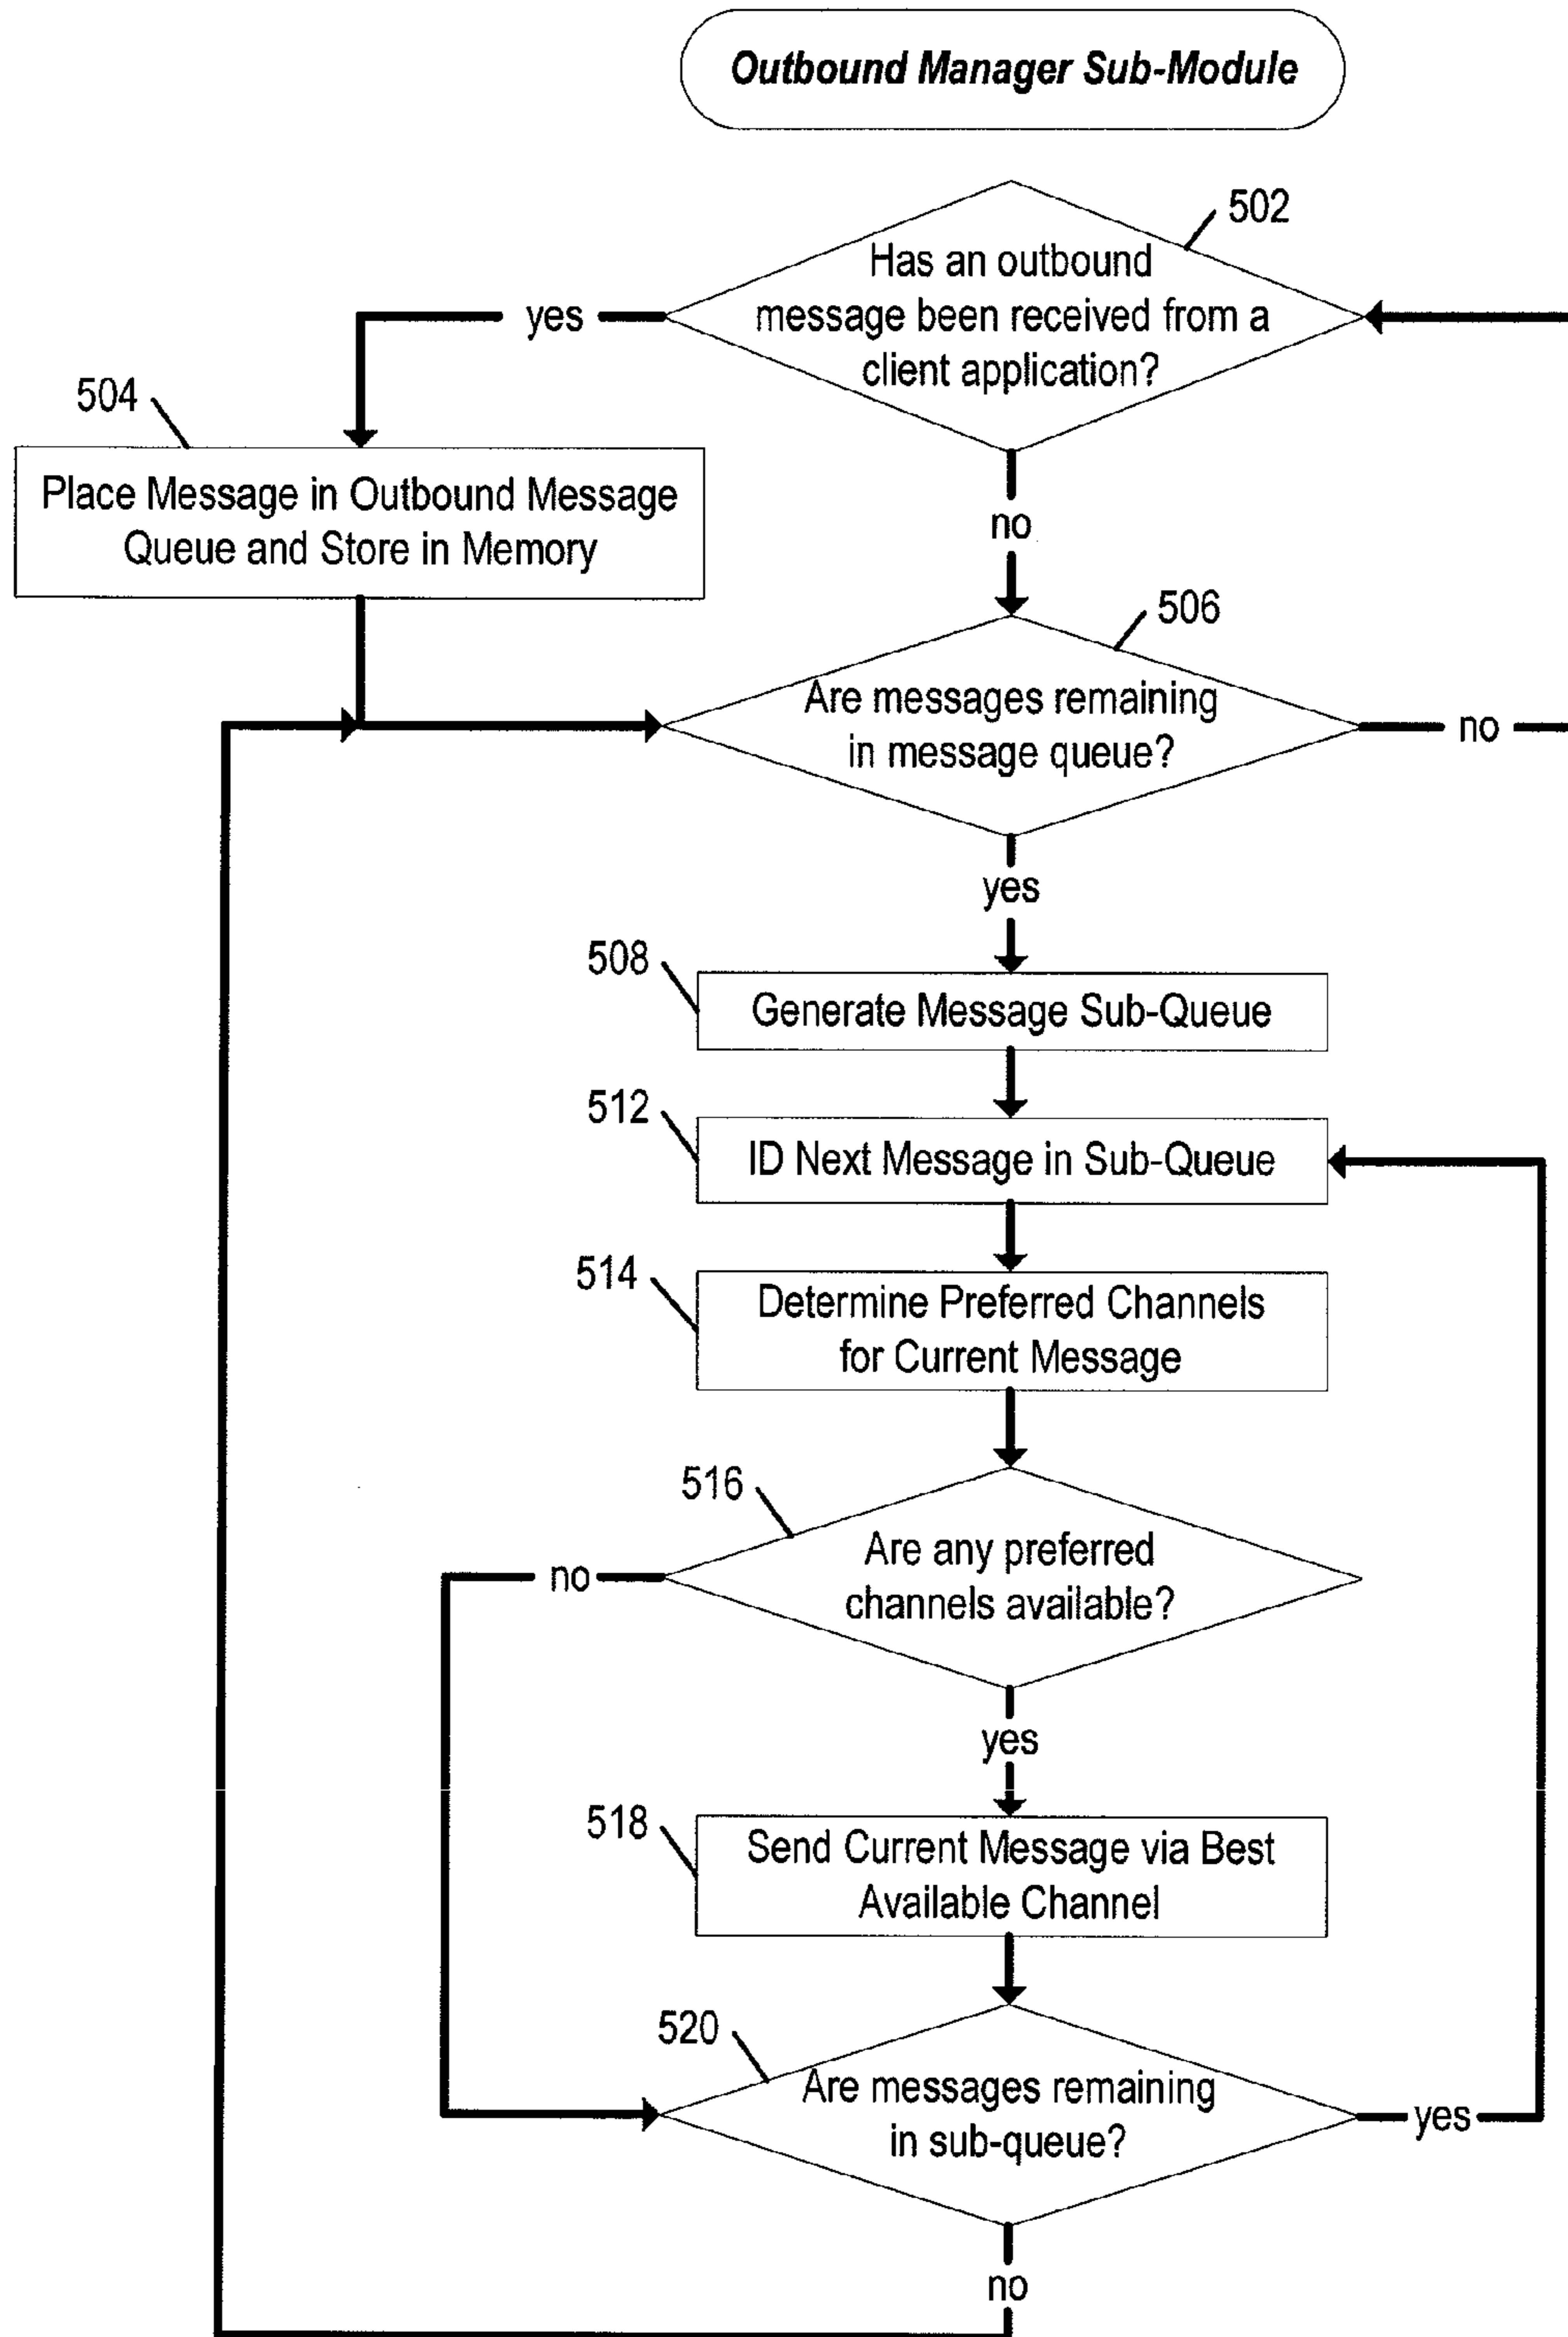 Outbound Manager Sub-Module
502
Has an outbound
message been received from a
client application?
yes
504
Place Message in Outbound Message
Queue and Store in Memory
no
506
Are messages remaining
in message queue?
no
yes
508
Generate Message Sub-Queue
512
ID Next Message in Sub-Queue
514
Determine Preferred Channels
for Current Message
516
Are any preferred
channels available?
no
yes
518
Send Current Message via Best
Available Channel
520
Are messages remaining
in sub-queue?
yes
no